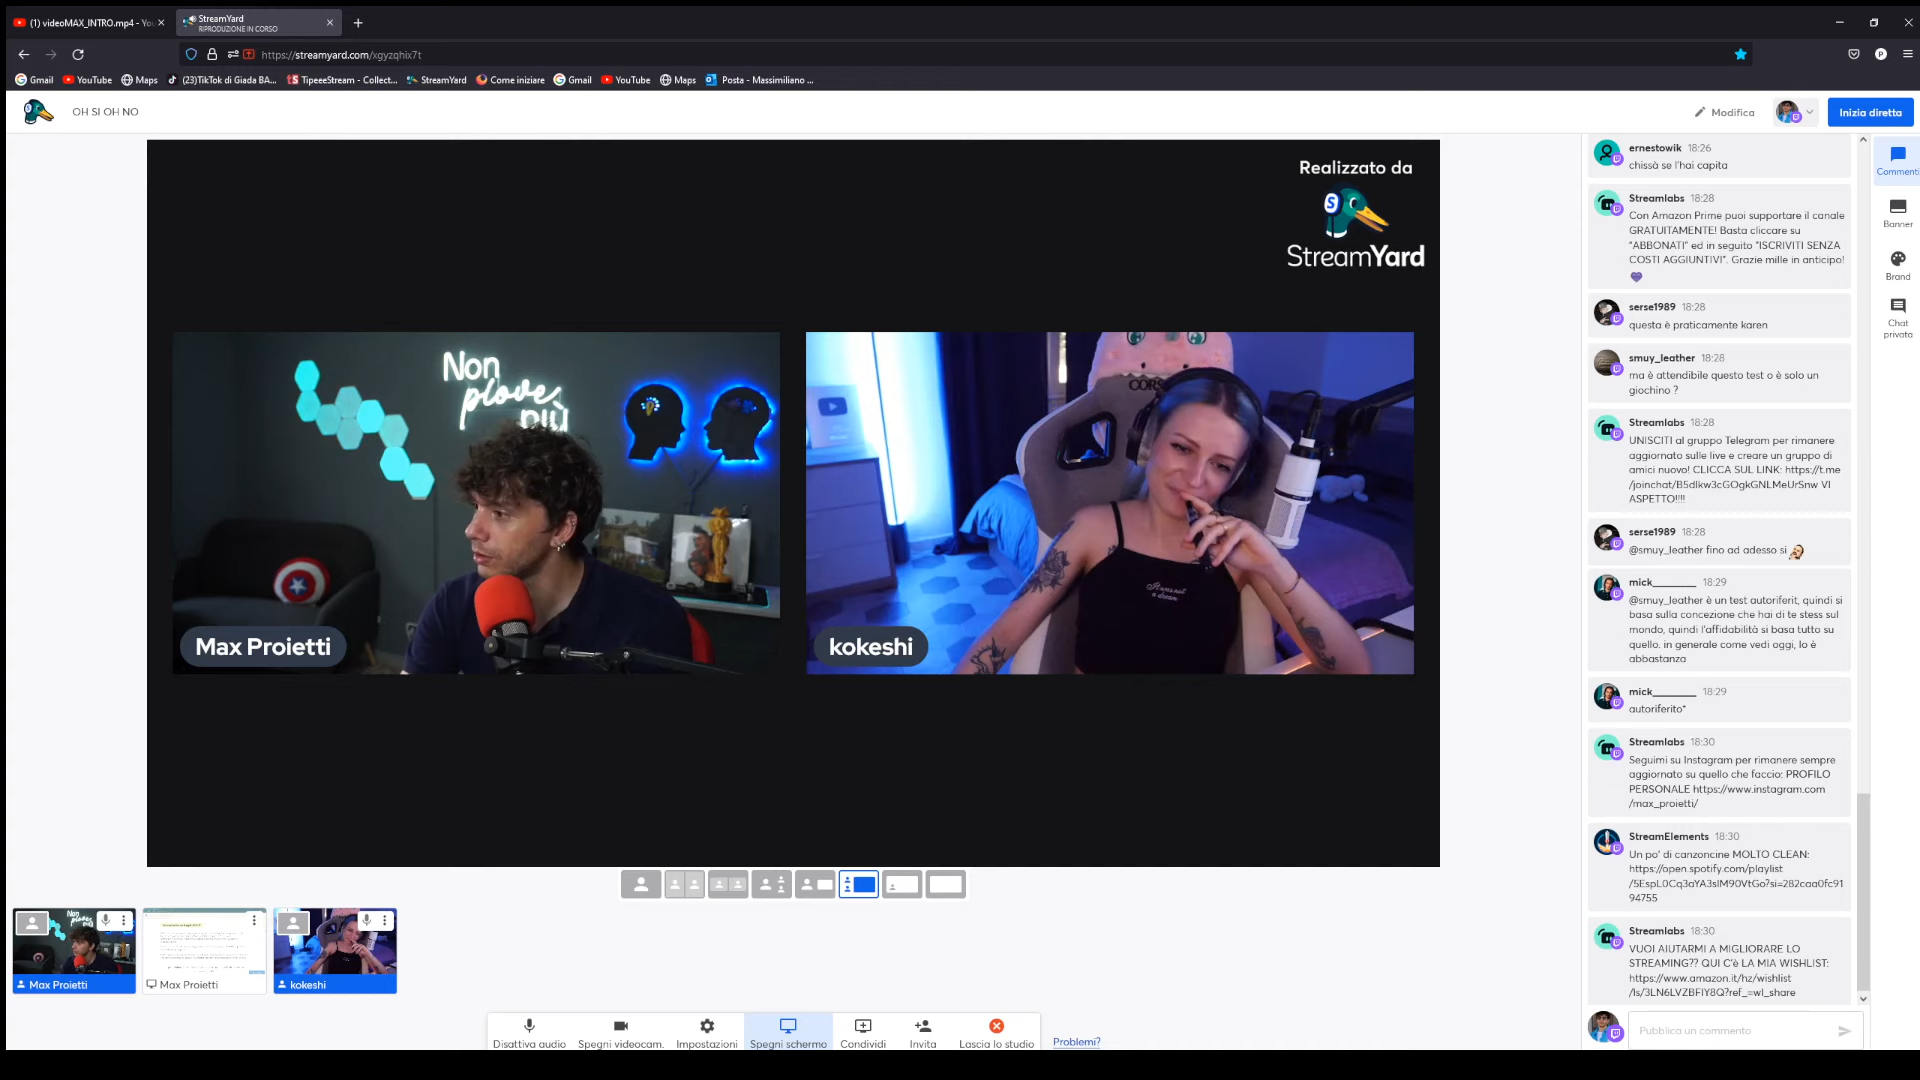 (1) videoMAX_INTRO.mp4 - You
StreamYard
RIPRODUZIONE IN CORSO
https://streamyard.com/xgyzqhix7t
Gmail
YouTube
Maps
(23)TikTok di Giada BA...
TipeeeStream - Collect...
StreamYard
Come iniziare
Gmail
YouTube
Maps
Posta - Massimiliano ...
OH SI OH NO
Modifica
Inizia diretta
Realizzato da
StreamYard
Non
piove
più
It was not
a dream
Max Proietti
kokeshi
Max Proietti
Max Proietti
kokeshi
Disattiva audio
Spegni videocam.
Impostazioni
Spegni schermo
Condividi
Invita
Lascia lo studio
Problemi?
ernestowik 18:26
chissà se l'hai capita
Streamlabs 18:28
Con Amazon Prime puoi supportare il canale
GRATUITAMENTE! Basta cliccare su
"ABBONATI" ed in seguito "ISCRIVITI SENZA
COSTI AGGIUNTIVI". Grazie mille in anticipo!
serse1989 18:28
questa è praticamente karen
smuy_leather 18:28
ma è attendibile questo test o è solo un
giochino ?
Streamlabs 18:28
UNISCITI al gruppo Telegram per rimanere
aggiornato sulle live e creare un gruppo di
amici nuovo! CLICCA SUL LINK: https://t.me
/joinchat/B5dlkw3cGOgkGNLMeUrSnw VI
ASPETTO!!!!
serse1989 18:28
@smuy_leather fino ad adesso si
mick________ 18:29
@smuy_leather è un test autoriferit, quindi si
basa sulla concezione che hai di te stess sul
mondo, quindi l'affidabilità si basa tutto su
quello. in generale come vedi oggi, lo è
abbastanza
mick________ 18:29
autoriferito*
Streamlabs 18:30
Seguimi su Instagram per rimanere sempre
aggiornato su quello che faccio: PROFILO
PERSONALE https://www.instagram.com
/max_proietti/
StreamElements 18:30
Un po' di canzoncine MOLTO CLEAN:
https://open.spotify.com/playlist
/5EspL0Cq3aYA3slM90VtGo?si=282caa0fc91
94755
Streamlabs 18:30
VUOI AIUTARMI A MIGLIORARE LO
STREAMING?? QUI C'è LA MIA WISHLIST:
https://www.amazon.it/hz/wishlist
/ls/3LN6LVZBFIY8Q?ref_=wl_share
Pubblica un commento
Commenti
Banner
Brand
Chat
privata